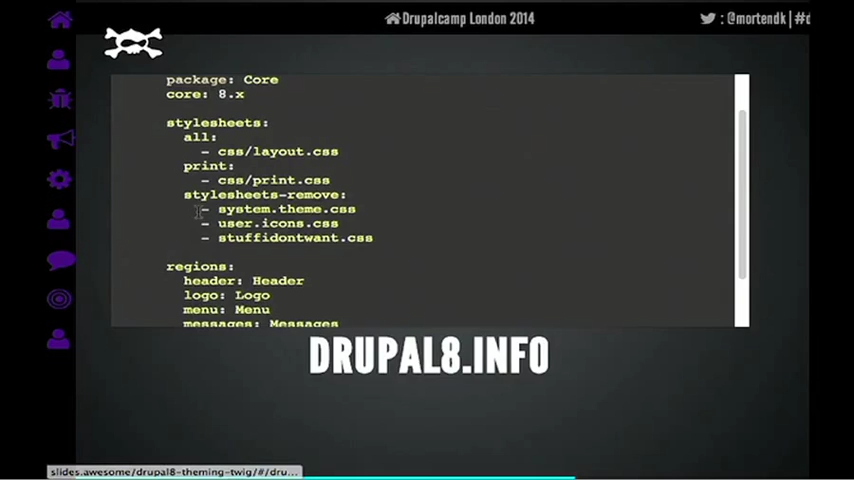 Drupalcamp London 2014
: @mortendk | #d
package: Core
core: 8.x
stylesheets:
all:
- css/layout.css
print:
- css/print.css
stylesheets-remove:
- system.theme.css
- user.icons.css
- stuffidontwant.css
regions:
header: Header
logo: Logo
menu: Menu
messages: Messages
DRUPAL8.INFO
slides.awesome/drupal8-theming-twig/#/dru...